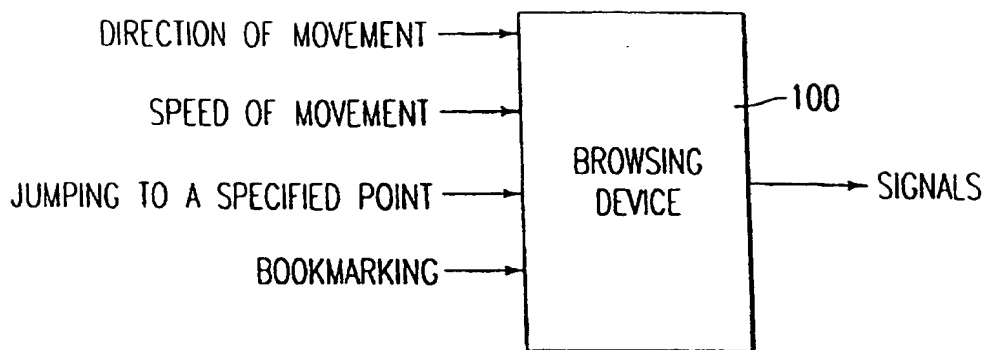 DIRECTION OF MOVEMENT
SPEED OF MOVEMENT
100
BROWSING
DEVICE
JUMPING TO A SPECIFIED POINT
SIGNALS
BOOKMARKING